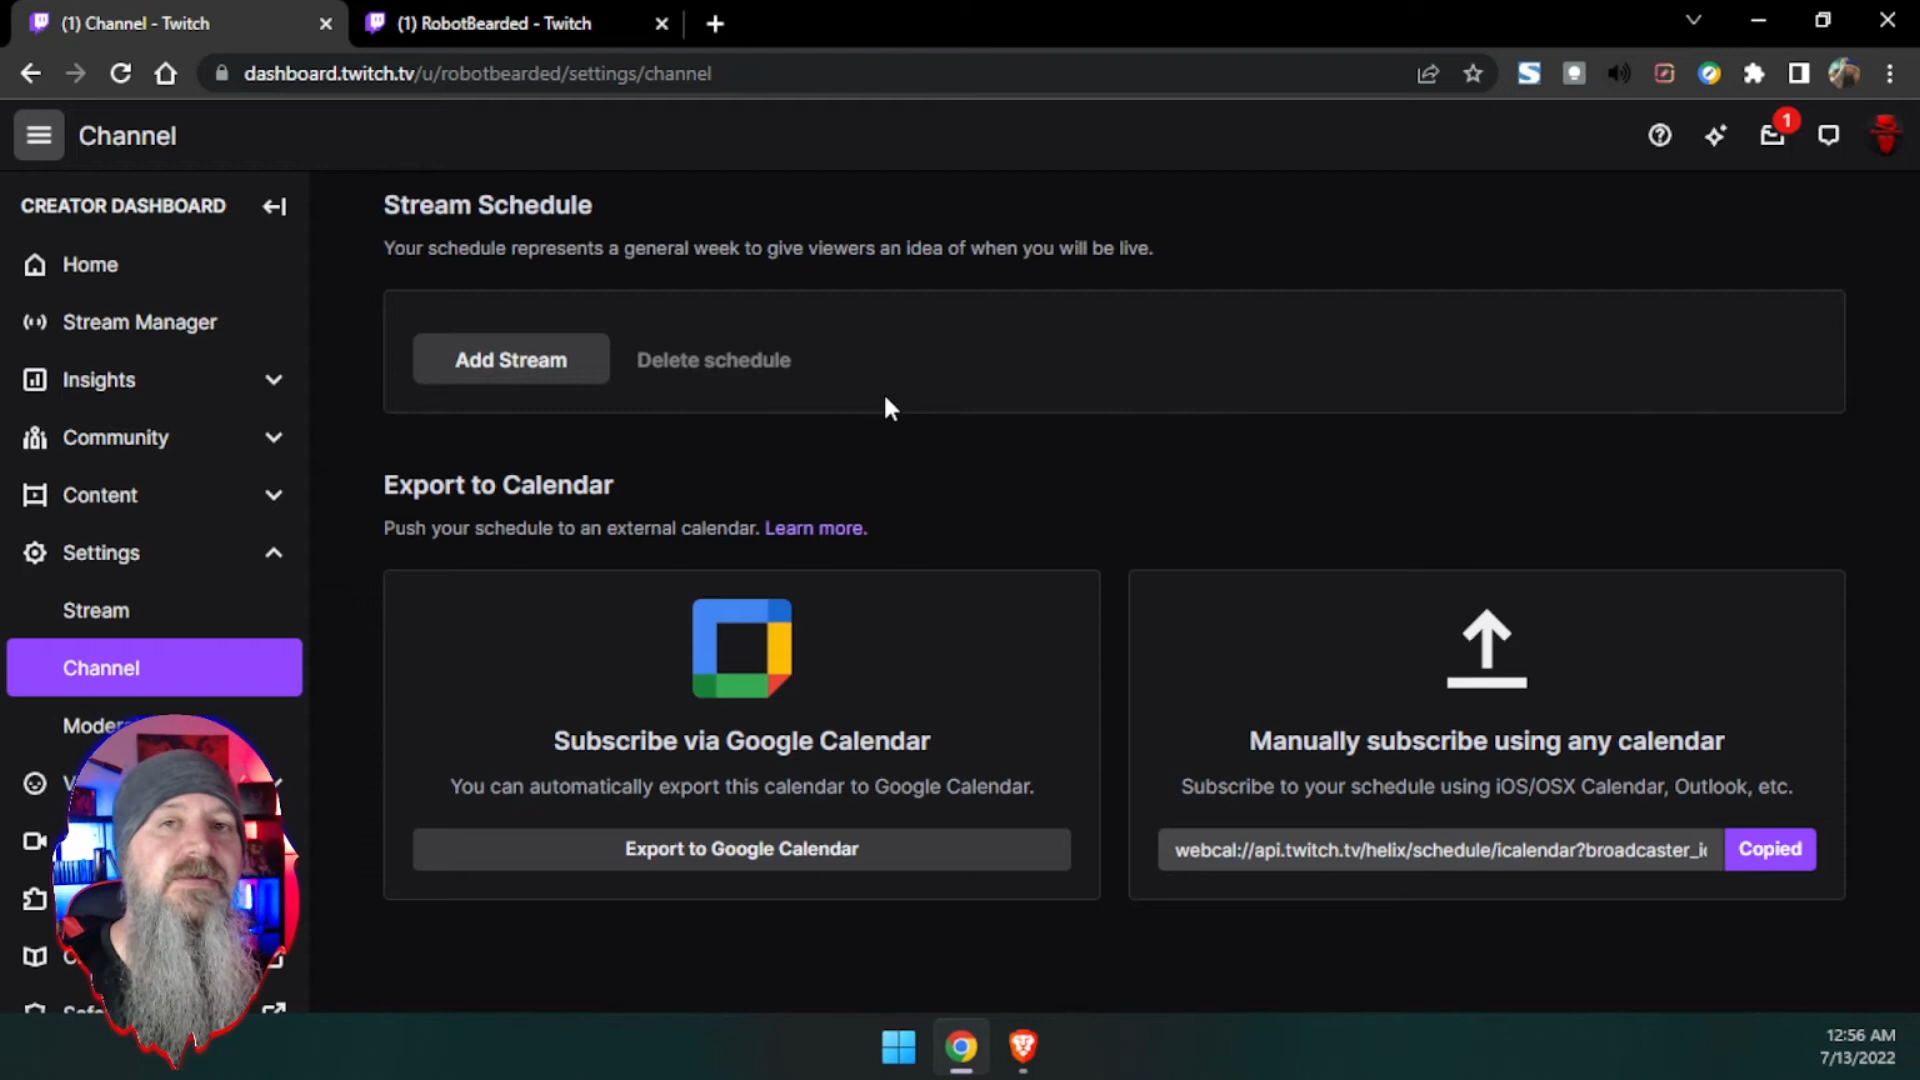 (1) Channel - Twitch
(1) RobotBearded - Twitch
dashboard.twitch.tv/u/robotbearded/settings/channel
Channel
1
CREATOR DASHBOARD
Home
Stream Manager
Insights
Community
Content
Settings
Stream
Channel
Stream Schedule
Your schedule represents a general week to give viewers an idea of when you will be live.
Add Stream
Delete schedule
Export to Calendar
Push your schedule to an external calendar. Learn more.
Subscribe via Google Calendar
You can automatically export this calendar to Google Calendar.
Export to Google Calendar
Manually subscribe using any calendar
Subscribe to your schedule using iOS/OSX Calendar, Outlook, etc.
webcal://api.twitch.tv/helix/schedule/icalendar?broadcaster_i
Copied
12:56 AM
7/13/2022